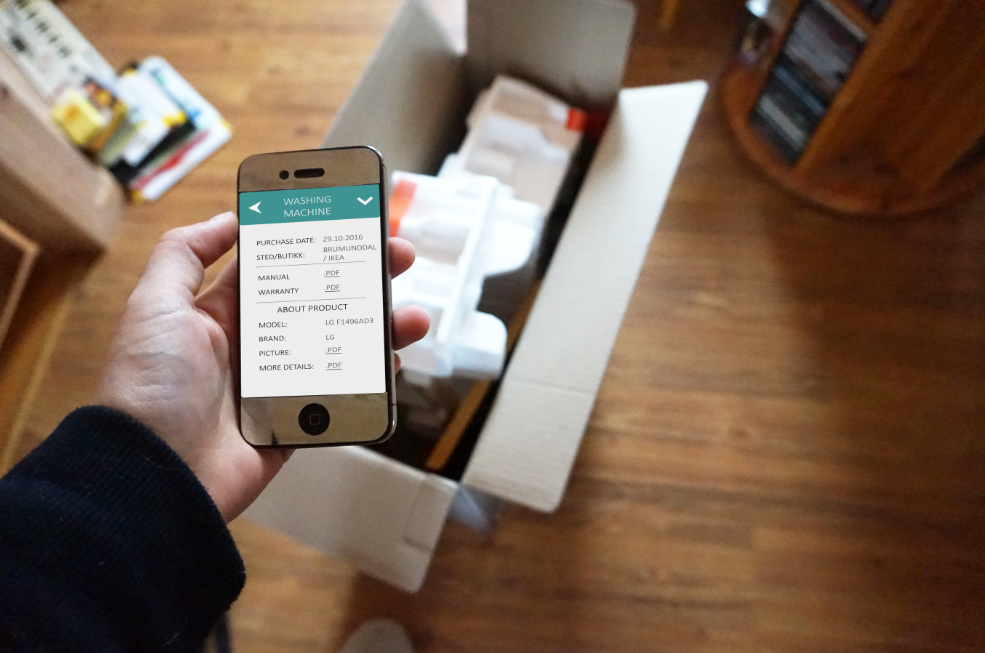 WASHING
MACHINE
PURCHASE DATE: 29.10.2016
STED/BUTIKK: BRUMUNDDAL
/ IKEA
MANUAL .PDF
WARRANTY .PDF
ABOUT PRODUCT
MODEL: LG F1496AD3
BRAND: LG
PICTURE: .PDF
MORE DETAILS: .PDF